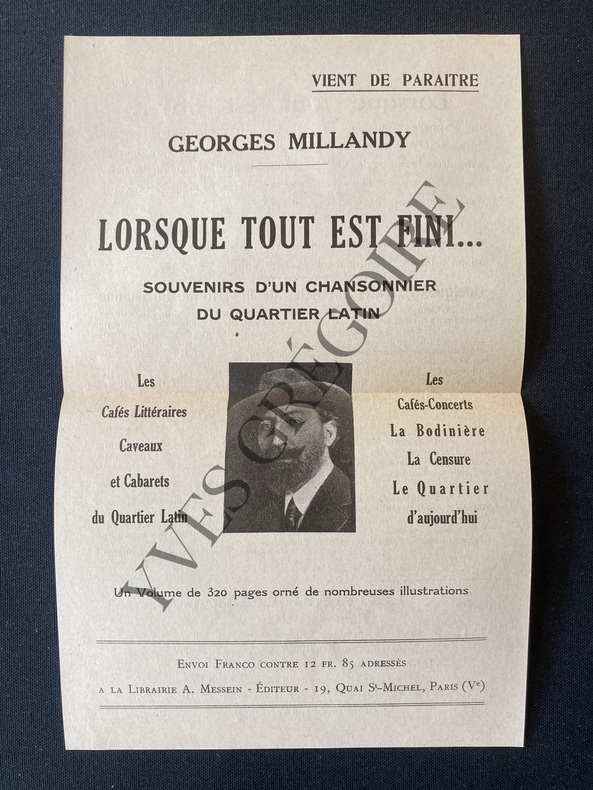 VIENT DE PARAITRE
GEORGES MILLANDY
LORSQUE TOUT EST FINI...
SOUVENIRS D'UN CHANSONNIER
DU QUARTIER LATIN
Les
Cafés Littéraires
Caveaux
et Cabarets
du Quartier Latin
Les
Cafés-Concerts
La Bodinière
La Censure
Le Quartier
d'aujourd'hui
Un Volume de 320 pages orné de nombreuses illustrations
ENVOI FRANCO CONTRE 12 FR. 85 ADRESSÉS
A LA LIBRAIRIE A. MESSEIN - ÉDITEUR - 19, QUAI St-MICHEL, PARIS (Ve)
YVES GRÉGOIRE